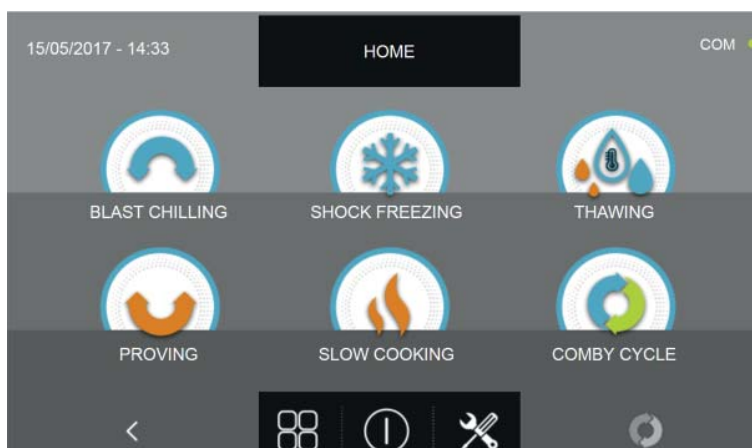 15/05/2017 - 14:33
HOME
COM
BLAST CHILLING
SHOCK FREEZING
THAWING
PROVING
SLOW COOKING
COMBY CYCLE